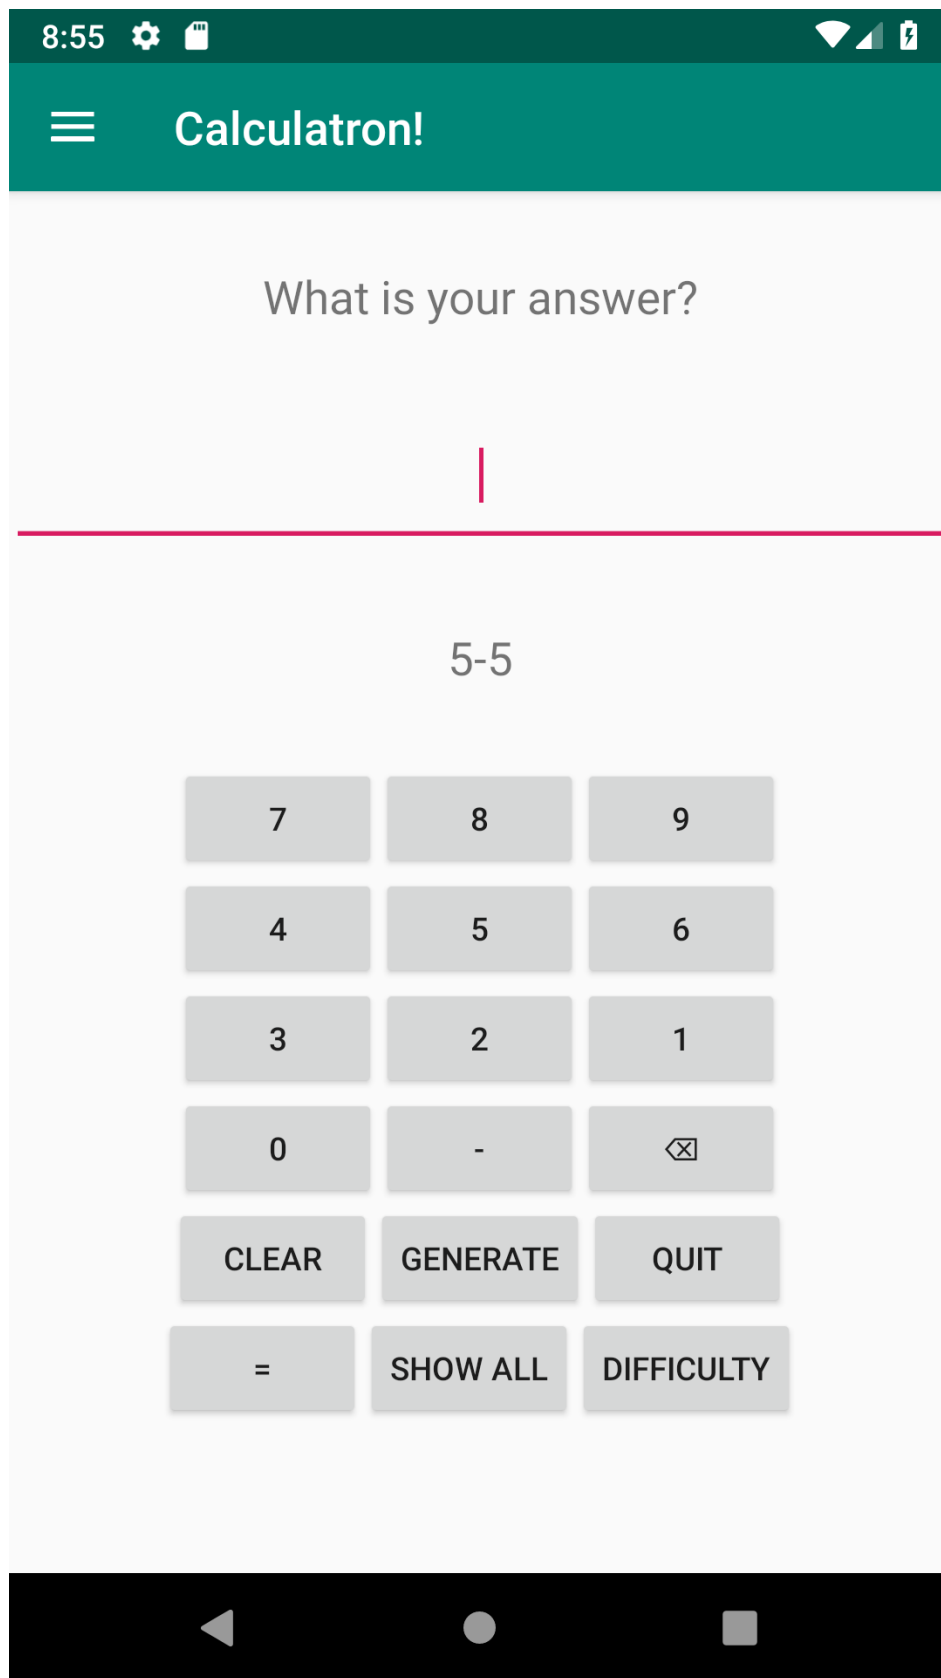 8:55
Calculatron!
What is your answer?
5-5
7 8 9
4 5 6
3 2 1
0 - ⌫
CLEAR GENERATE QUIT
= SHOW ALL DIFFICULTY